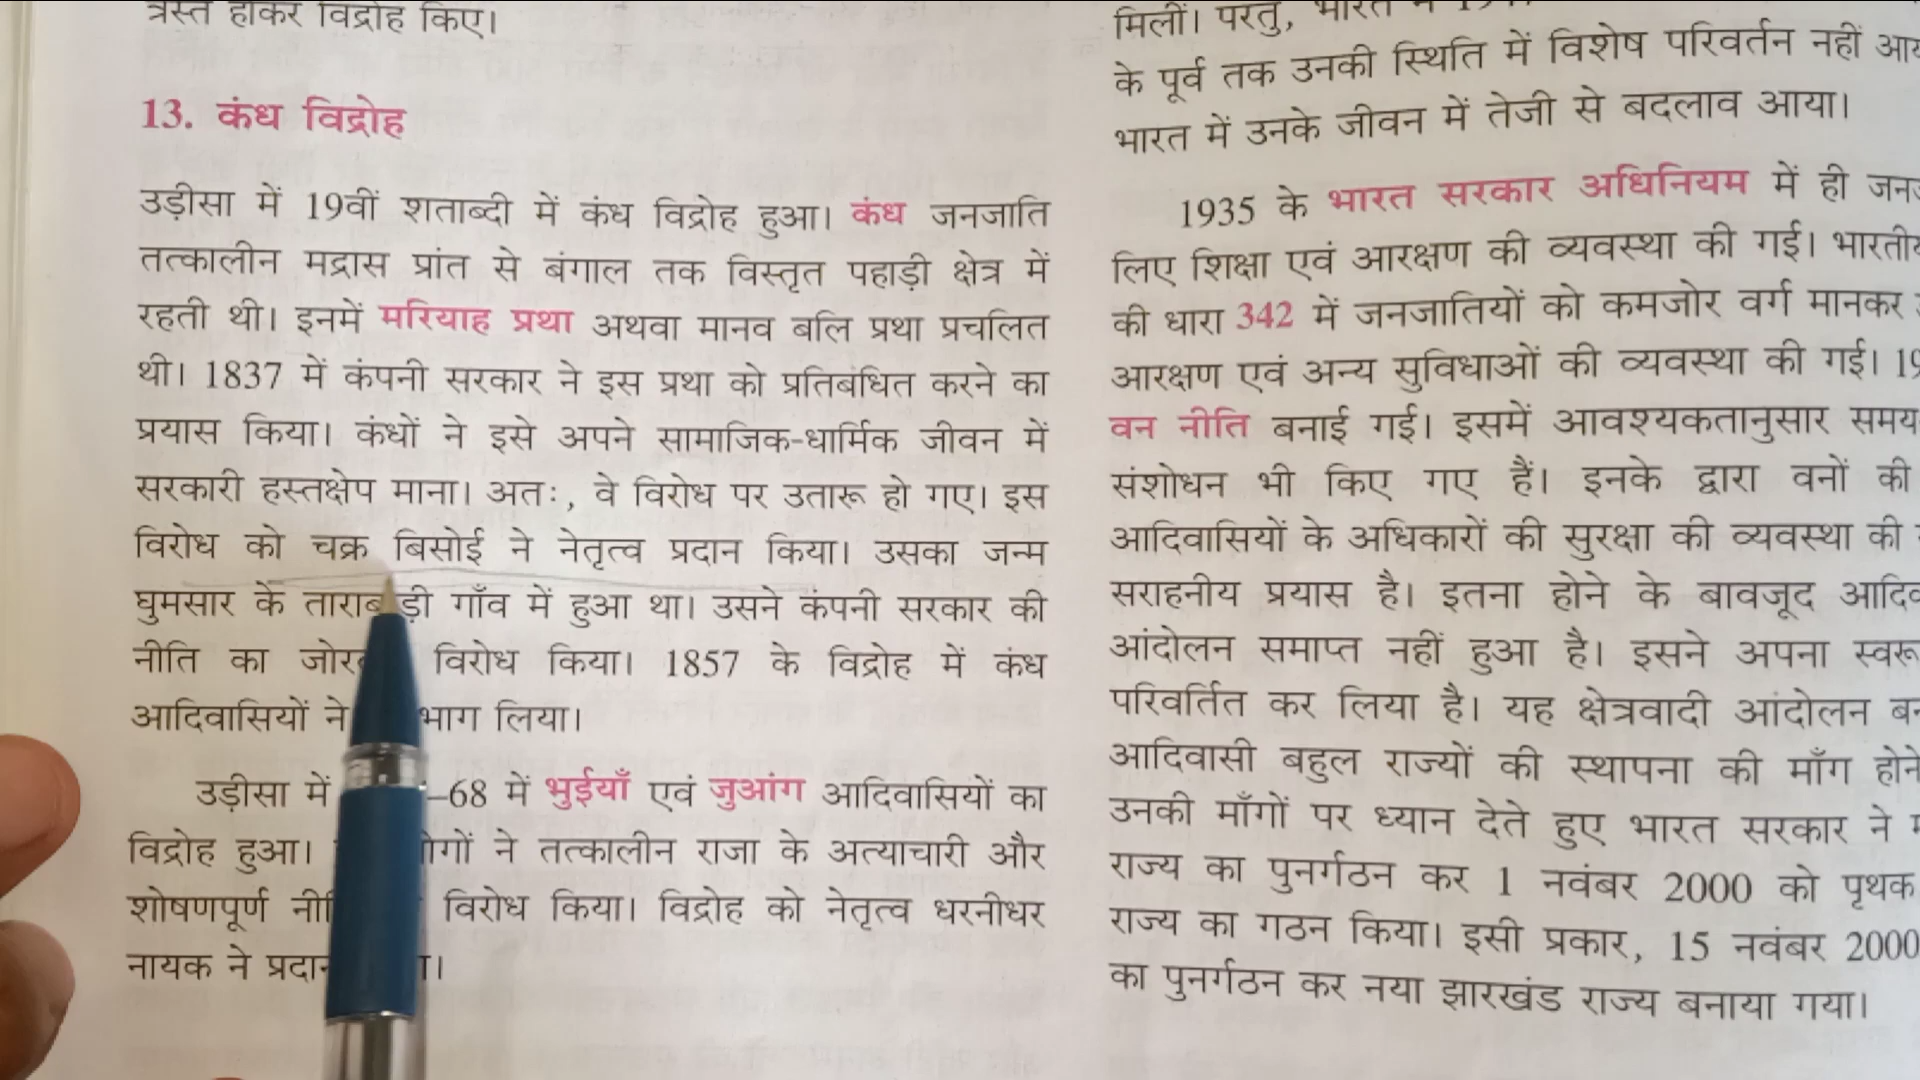 त्रस्त होकर विद्रोह किए।
13. कंध विद्रोह
उड़ीसा में 19वीं शताब्दी में कंध विद्रोह हुआ। कंध जनजाति
तत्कालीन मद्रास प्रांत से बंगाल तक विस्तृत पहाड़ी क्षेत्र में
रहती थी। इनमें मरियाह प्रथा अथवा मानव बलि प्रथा प्रचलित
थी। 1837 में कंपनी सरकार ने इस प्रथा को प्रतिबंधित करने का
प्रयास किया। कंधों ने इसे अपने सामाजिक-धार्मिक जीवन में
सरकारी हस्तक्षेप माना। अतः, वे विरोध पर उतारू हो गए। इस
विरोध को चक्र बिसोई ने नेतृत्व प्रदान किया। उसका जन्म
घुमसार के गाँव में हुआ था। उसने कंपनी सरकार की
नीति का विरोध किया। 1857 के विद्रोह में कंध
आदिवासियों ने भाग लिया।
उड़ीसा में –68 में भुईयाँ एवं जुआंग आदिवासियों का
विद्रोह हुआ। ने तत्कालीन राजा के अत्याचारी और
शोषणपूर्ण विरोध किया। विद्रोह को नेतृत्व धरनीधर
नायक ने
मिलीं। परंतु, भारत
के पूर्व तक उनकी स्थिति में विशेष परिवर्तन नहीं
भारत में उनके जीवन में तेजी से बदलाव आया।
1935 के भारत सरकार अधिनियम में ही
लिए शिक्षा एवं आरक्षण की व्यवस्था की गई।
की धारा 342 में जनजातियों को कमजोर वर्ग मानकर
आरक्षण एवं अन्य सुविधाओं की व्यवस्था की गई।
वन नीति बनाई गई। इसमें आवश्यकतानुसार समय
संशोधन भी किए गए हैं। इनके द्वारा वनों की
आदिवासियों के अधिकारों की सुरक्षा की व्यवस्था की
सराहनीय प्रयास है। इतना होने के बावजूद
आंदोलन समाप्त नहीं हुआ है। इसने अपना
परिवर्तित कर लिया है। यह क्षेत्रवादी आंदोलन
आदिवासी बहुल राज्यों की स्थापना की माँग
उनकी माँगों पर ध्यान देते हुए भारत सरकार ने
राज्य का पुनर्गठन कर 1 नवंबर 2000 को पृथक
राज्य का गठन किया। इसी प्रकार, 15 नवंबर 2000
का पुनर्गठन कर नया झारखंड राज्य बनाया गया।